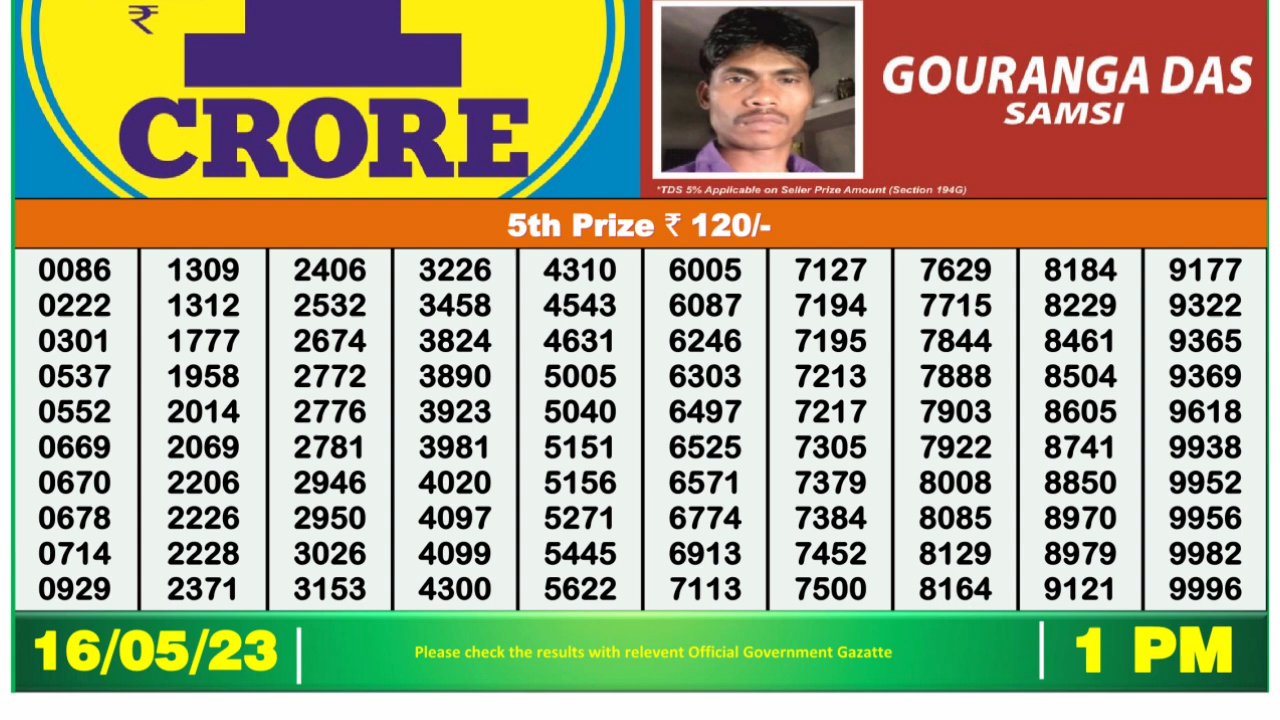 ₹
1
CRORE
GOURANGA DAS
SAMSI
*TDS 5% Applicable on Seller Prize Amount (Section 194G)
5th Prize ₹ 120/-
0086 1309 2406 3226 4310 6005 7127 7629 8184 9177
0222 1312 2532 3458 4543 6087 7194 7715 8229 9322
0301 1777 2674 3824 4631 6246 7195 7844 8461 9365
0537 1958 2772 3890 5005 6303 7213 7888 8504 9369
0552 2014 2776 3923 5040 6497 7217 7903 8605 9618
0669 2069 2781 3981 5151 6525 7305 7922 8741 9938
0670 2206 2946 4020 5156 6571 7379 8008 8850 9952
0678 2226 2950 4097 5271 6774 7384 8085 8970 9956
0714 2228 3026 4099 5445 6913 7452 8129 8979 9982
0929 2371 3153 4300 5622 7113 7500 8164 9121 9996
16/05/23
Please check the results with relevent Official Government Gazatte
1 PM